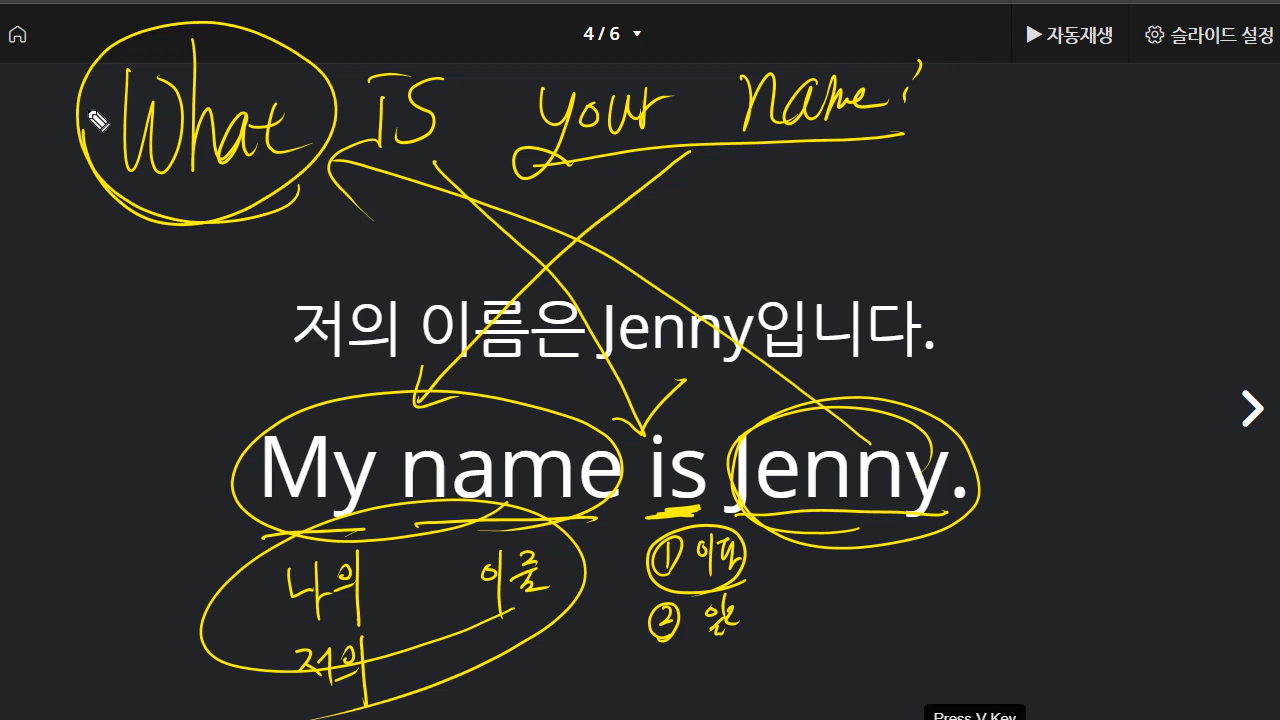 4 / 6
자동재생
슬라이드 설정
What is your name?
저의 이름은 Jenny입니다.
My name is Jenny.
나의 이름
① 이다
② 있다
저의
Press V Key